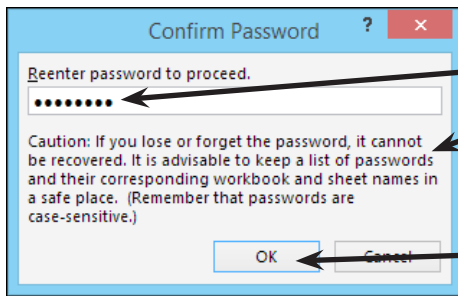 Confirm Password ?
Reenter password to proceed.
••••••••
Caution: If you lose or forget the password, it cannot
be recovered. It is advisable to keep a list of passwords
and their corresponding workbook and sheet names in
a safe place. (Remember that passwords are
case-sensitive.)
OK Cancel